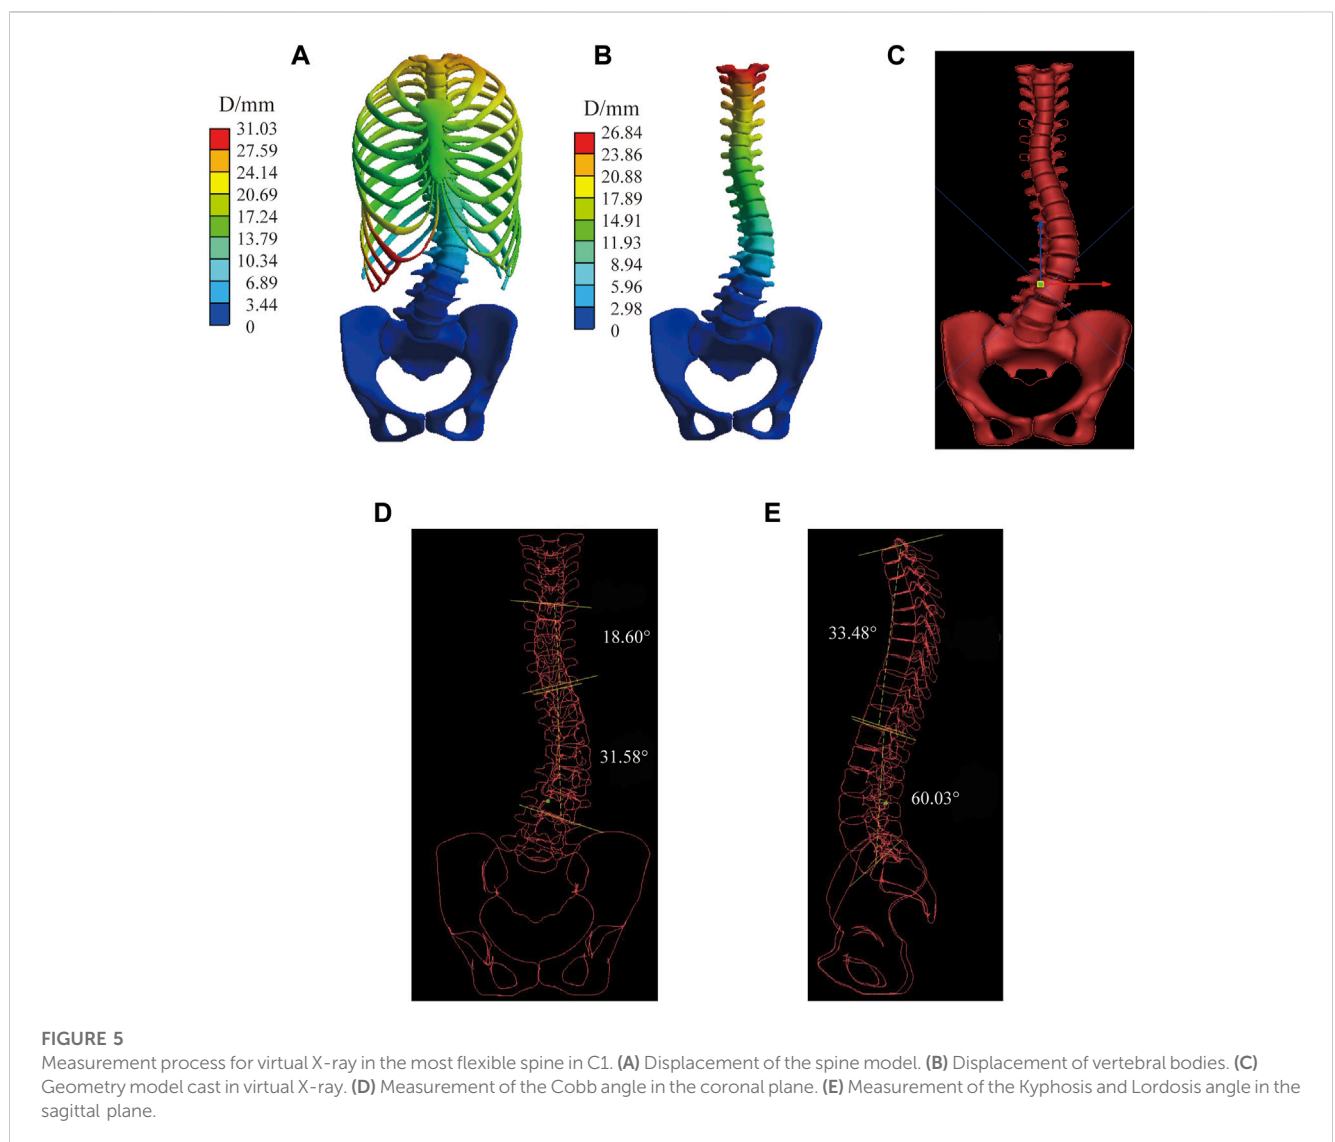 A
B
C
D/mm
31.03
27.59
24.14
20.69
17.24
13.79
10.34
6.89
3.44
0
D/mm
26.84
23.86
20.88
17.89
14.91
11.93
8.94
5.96
2.98
0
D
E
18.60°
31.58°
33.48°
60.03°
FIGURE 5
Measurement process for virtual X-ray in the most flexible spine in C1. (A) Displacement of the spine model. (B) Displacement of vertebral bodies. (C)
Geometry model cast in virtual X-ray. (D) Measurement of the Cobb angle in the coronal plane. (E) Measurement of the Kyphosis and Lordosis angle in the
sagittal plane.